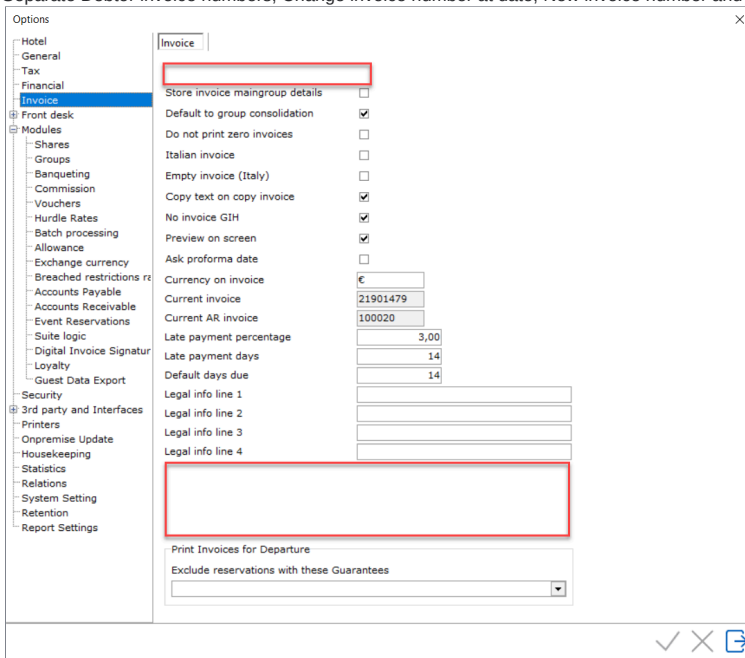 Separate Debtor invoice numbers, Change invoice number at date, New invoice number and
Options
Hotel
General
Tax
Financial
Invoice
Front desk
Modules
Shares
Groups
Banqueting
Commission
Vouchers
Hurdle Rates
Batch processing
Allowance
Exchange currency
Breached restrictions ra
Accounts Payable
Accounts Receivable
Event Reservations
Suite logic
Digital Invoice Signatur
Loyalty
Guest Data Export
Security
3rd party and Interfaces
Printers
Onpremise Update
Housekeeping
Statistics
Relations
System Setting
Retention
Report Settings
Invoice
Store invoice maingroup details
Default to group consolidation
Do not print zero invoices
Italian invoice
Empty invoice (Italy)
Copy text on copy invoice
No invoice GIH
Preview on screen
Ask proforma date
Currency on invoice €
Current invoice 21901479
Current AR invoice 100020
Late payment percentage 3,00
Late payment days 14
Default days due 14
Legal info line 1
Legal info line 2
Legal info line 3
Legal info line 4
Print Invoices for Departure
Exclude reservations with these Guarantees